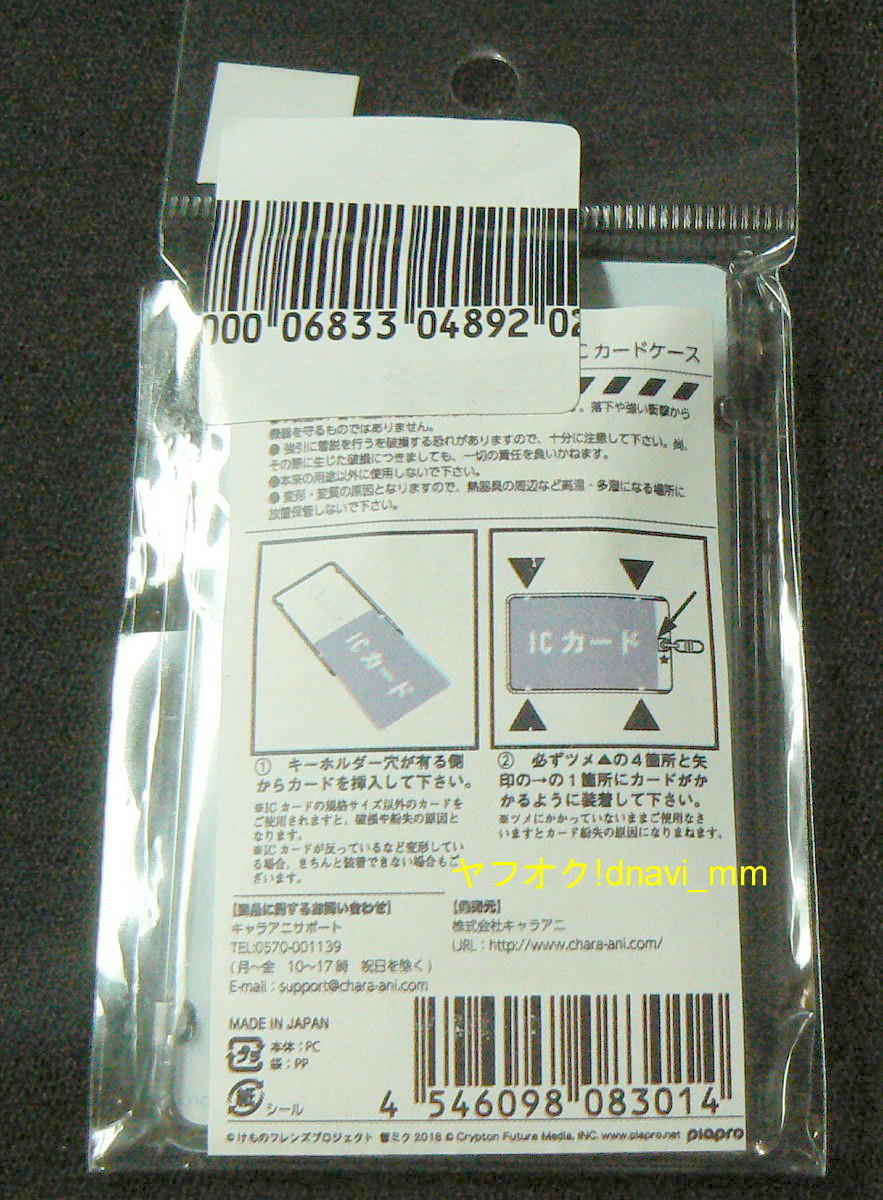 000 06833 04892 02
Cカードケース
落下や強い衝撃から
機器を守るものではありません。
● 強引に着脱を行うを破損する恐れがありますので、十分に注意して下さい。尚、
その際に生じた破損につきましても、一切の責任を負いかねます。
●本来の用途以外に使用しないで下さい。
● 変形・変質の原因となりますので、熱器具の周辺など高温・多湿になる場所に
放置保管しないで下さい。
ICカード
ICカード
① キーホルダー穴が有る側
からカードを挿入して下さい。
※ICカードの規格サイズ以外のカードを
ご使用されますと、破損や紛失の原因と
なります。
※ICカードが反っているなど変形してい
る場合、きちんと装着できない場合もご
ざいます。
② 必ずツメ▲の4箇所と矢
印の→の1箇所にカードがか
かるように装着して下さい。
※ツメにかかっていないままご使用なさ
いますとカード紛失の原因になりまねます。
ヤフオク!dnavi_mm
【商品に関するお問い合わせ】
キャラアニサポート
TEL:0570-001139
(月〜金 10〜17時 祝日を除く)
E-mail : support@chara-ani.com
【発売元】
株式会社キャラアニ
URL : http://www.chara-ani.com/
MADE IN JAPAN
プラ
本体 : PC
袋 : PP
紙
シール
4 546098 083014
©けものフレンズプロジェクト 雪ミク2018 © Crypton Future Media, INC. www.piapro.net piapro